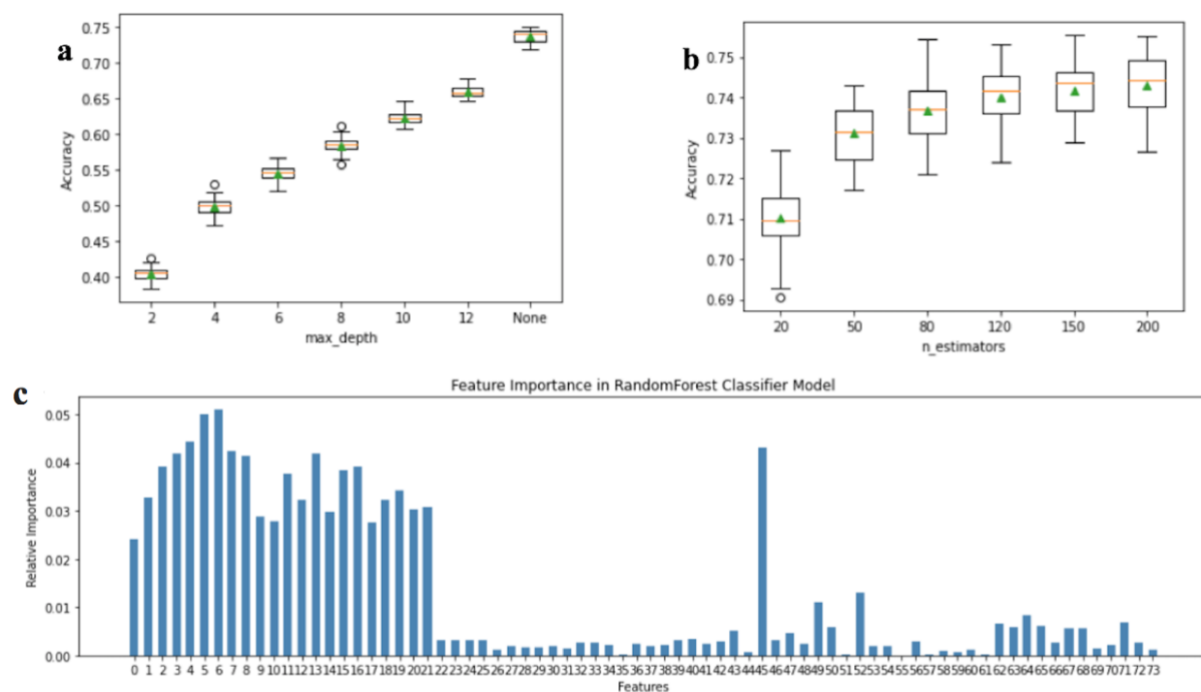 a
0.75
0.70
0.65
0.60
0.55
0.50
0.45
0.40
Accuracy
2 4 6 8 10 12 None
max_depth
b
0.75
0.74
0.73
0.72
0.71
0.70
0.69
Accuracy
20 50 80 120 150 200
n_estimators
c
Feature Importance in RandomForest Classifier Model
0.05
0.04
0.03
0.02
0.01
0.00
Relative Importance
0 1 2 3 4 5 6 7 8 9 10 11 12 13 14 15 16 17 18 19 20 21 22 23 24 25 26 27 28 29 30 31 32 33 34 35 36 37 38 39 40 41 42 43 44 45 46 47 48 49 50 51 52 53 54 55 56 57 58 59 60 61 62 63 64 65 66 67 68 69 70 71 72 73
Features